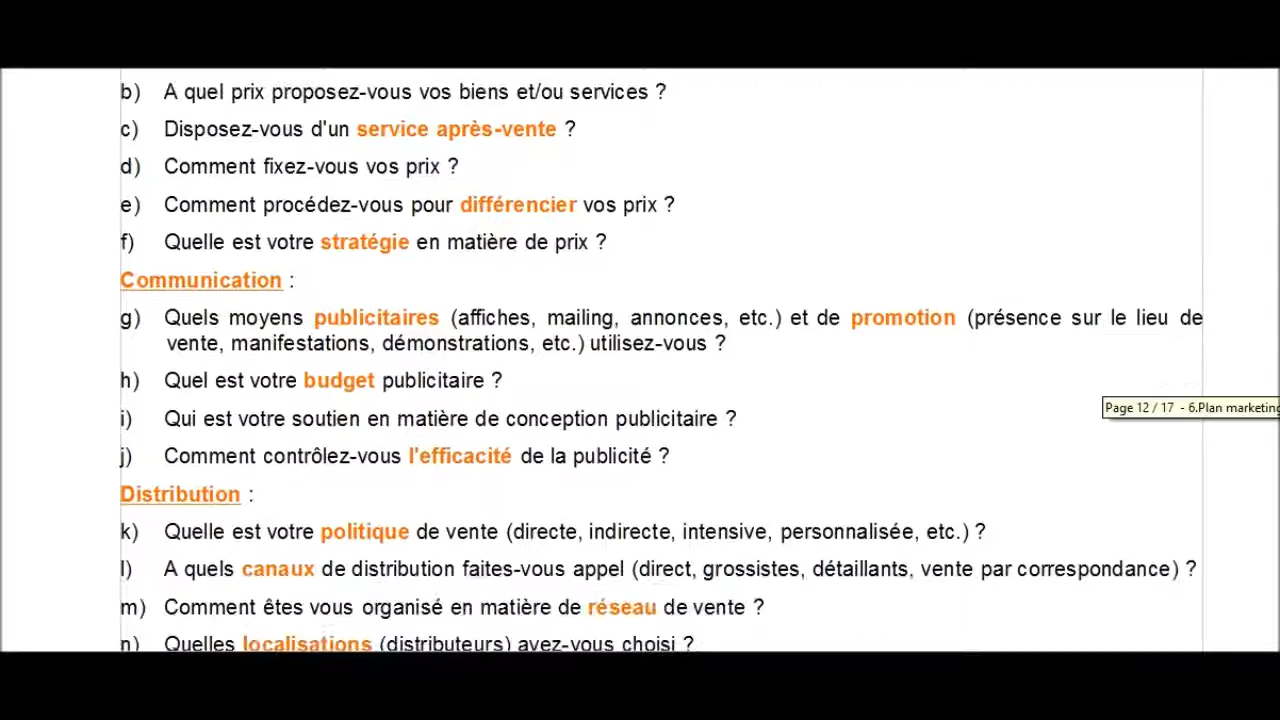 b) A quel prix proposez-vous vos biens et/ou services ?
c) Disposez-vous d'un service après-vente ?
d) Comment fixez-vous vos prix ?
e) Comment procédez-vous pour différencier vos prix ?
f) Quelle est votre stratégie en matière de prix ?
Communication :
g) Quels moyens publicitaires (affiches, mailing, annonces, etc.) et de promotion (présence sur le lieu de
vente, manifestations, démonstrations, etc.) utilisez-vous ?
h) Quel est votre budget publicitaire ?
Page 12 / 17 - 6.Plan marketing
i) Qui est votre soutien en matière de conception publicitaire ?
j) Comment contrôlez-vous l'efficacité de la publicité ?
Distribution :
k) Quelle est votre politique de vente (directe, indirecte, intensive, personnalisée, etc.) ?
l) A quels canaux de distribution faites-vous appel (direct, grossistes, détaillants, vente par correspondance) ?
m) Comment êtes vous organisé en matière de réseau de vente ?
n) Quelles localisations (distributeurs) avez-vous choisi ?